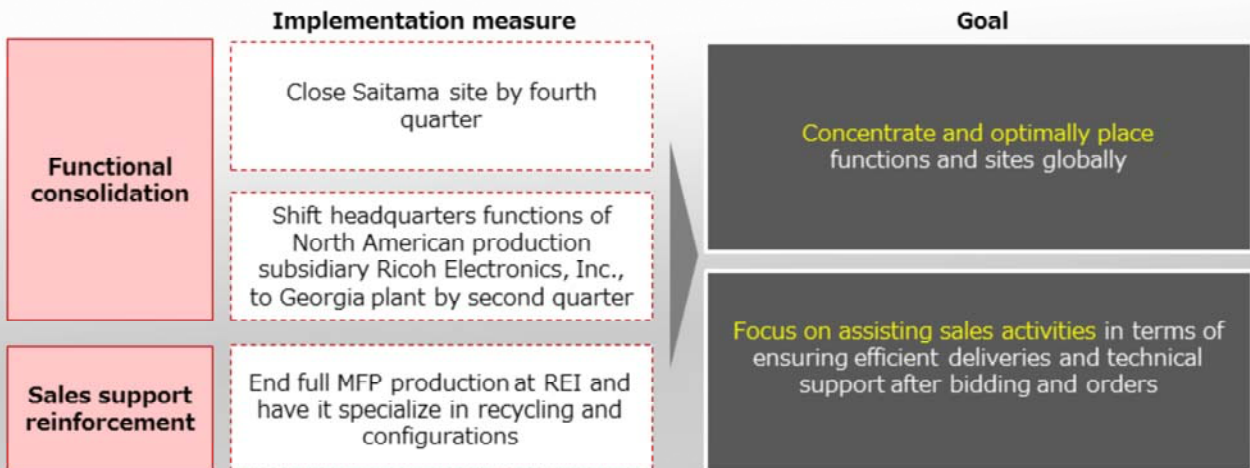 Implementation measure
Goal
Functional
consolidation
Close Saitama site by fourth
quarter
Shift headquarters functions of
North American production
subsidiary Ricoh Electronics, Inc.,
to Georgia plant by second quarter
Concentrate and optimally place
functions and sites globally
Sales support
reinforcement
End full MFP production at REI and
have it specialize in recycling and
configurations
Focus on assisting sales activities in terms of
ensuring efficient deliveries and technical
support after bidding and orders